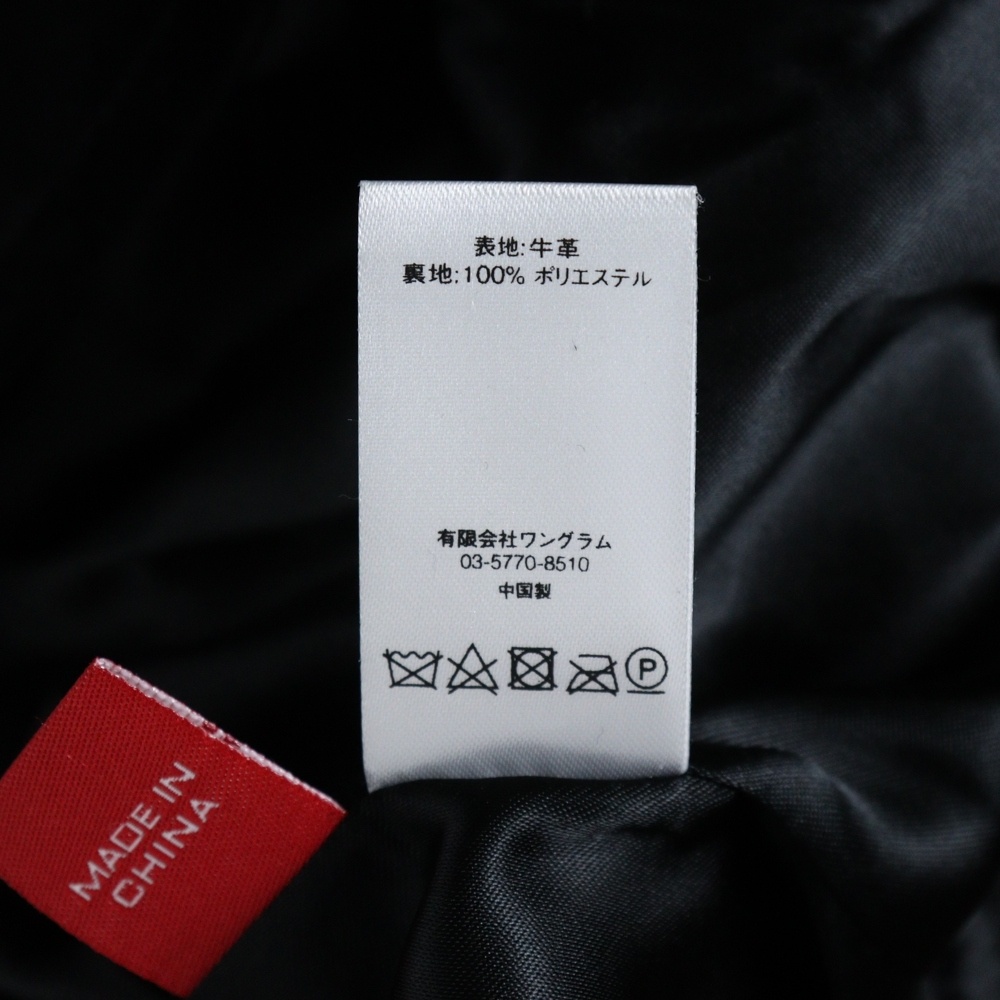 表地:牛革
裏地:100% ポリエステル
有限会社ワングラム
03-5770-8510
中国製
P
MADE IN
CHINA